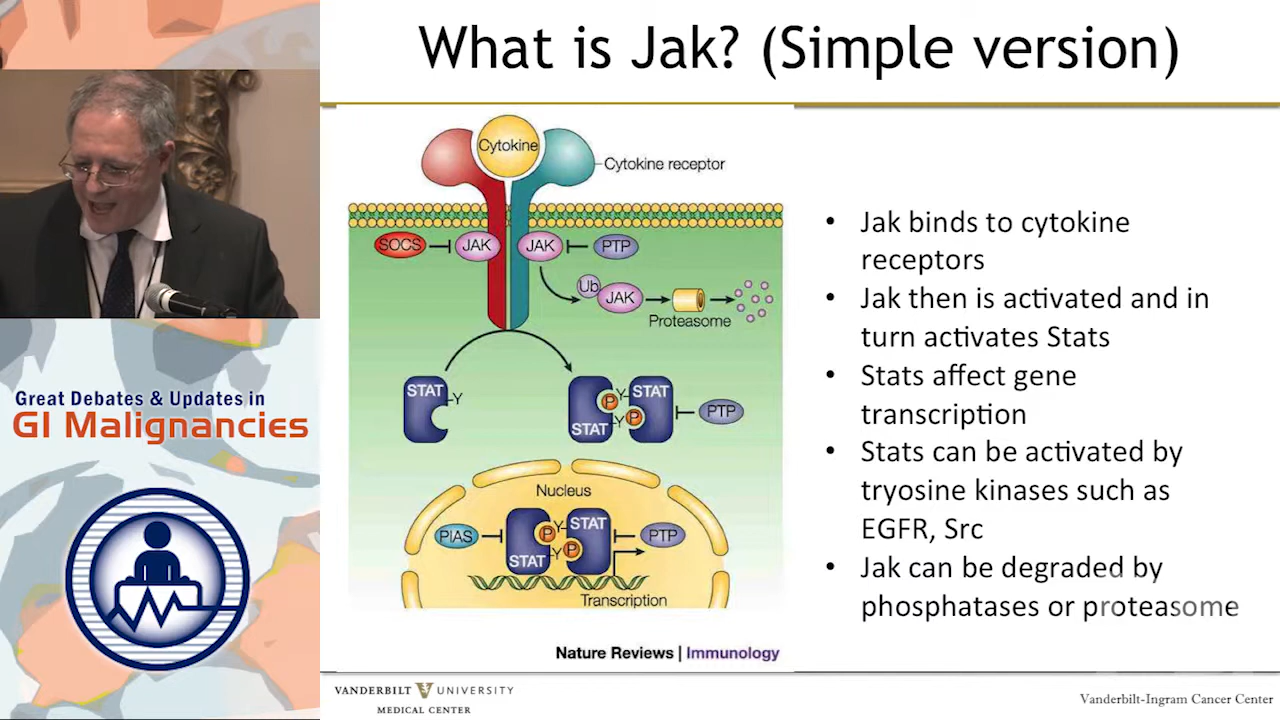 What is Jak? (Simple version)
Great Debates & Updates in
GI Malignancies
Cytokine
Cytokine receptor
SOCS
JAK
JAK
PTP
Ub
JAK
Proteasome
STAT
Y
STAT
Y
P
STAT
Y
P
PTP
Nucleus
PIAS
STAT
Y
P
STAT
Y
P
PTP
Transcription
Nature Reviews | Immunology
• Jak binds to cytokine
receptors
• Jak then is activated and in
turn activates Stats
• Stats affect gene
transcription
• Stats can be activated by
tryosine kinases such as
EGFR, Src
• Jak can be degraded by
phosphatases or proteasome
VANDERBILT V UNIVERSITY
MEDICAL CENTER
Vanderbilt-Ingram Cancer Center